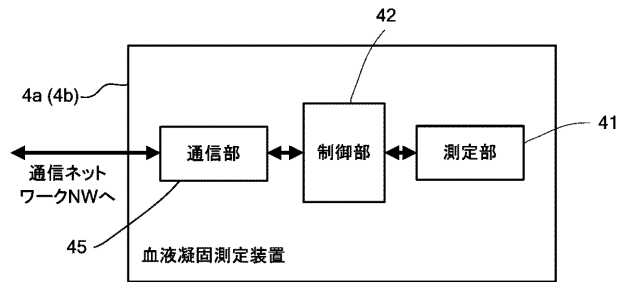 42
4a (4b)
41
通信部
制御部
測定部
通信ネット
ワークNWへ
45
血液凝固測定装置